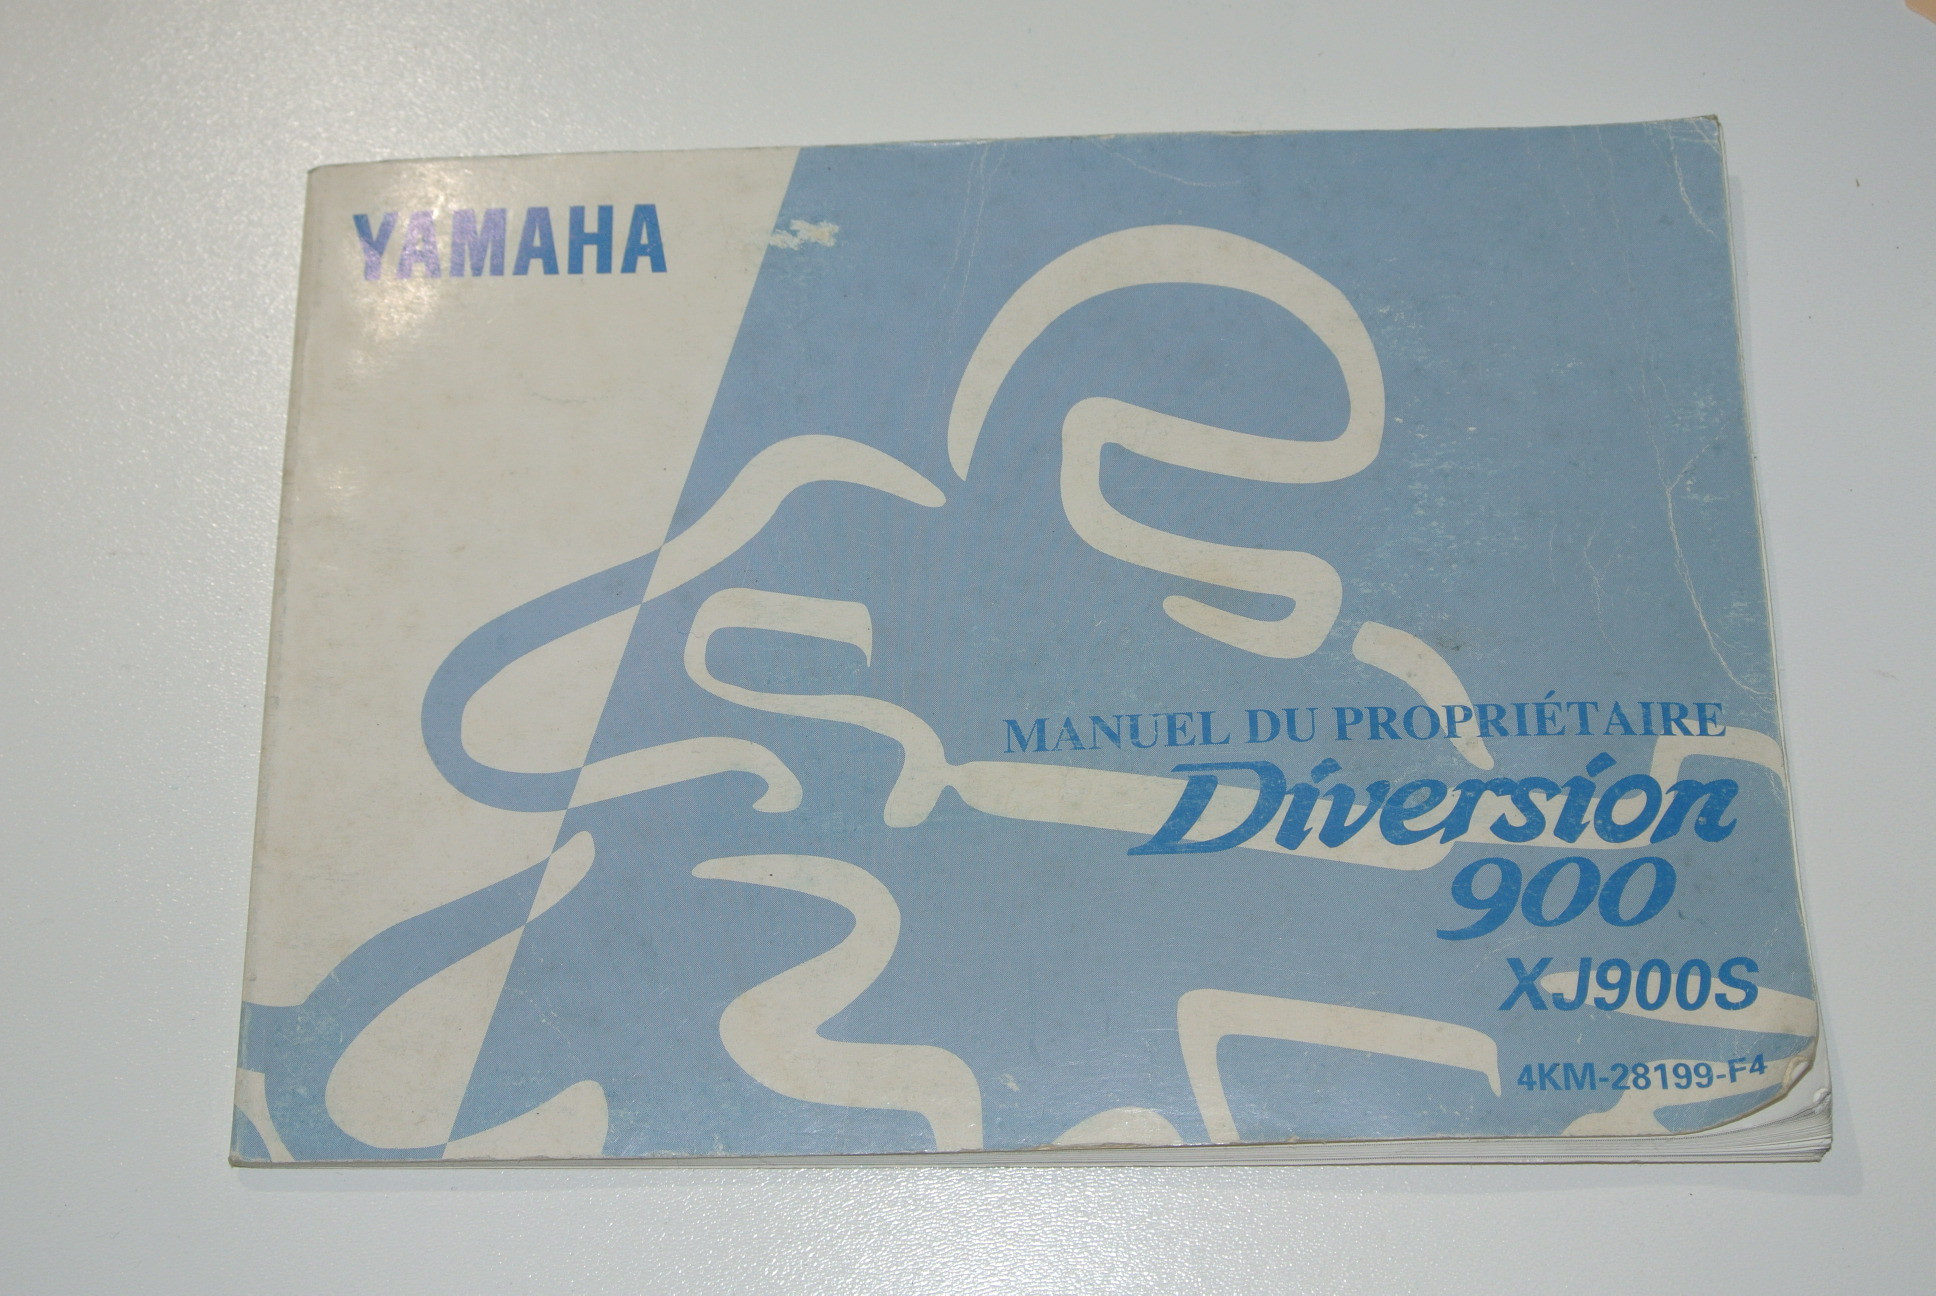 YAMAHA
MANUEL DU PROPRIÉTAIRE
Diversion
900
XJ900S
4KM-28199-F4